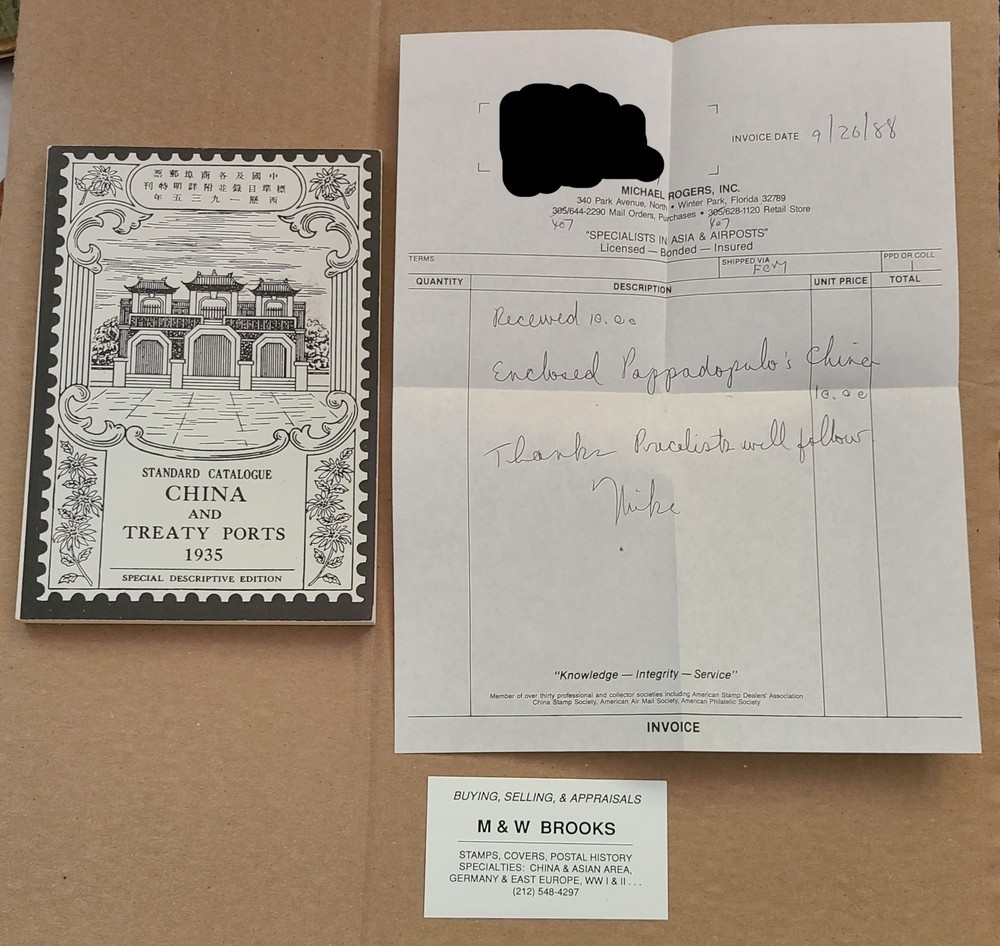 中國及各商埠郵票
標準目錄並附詳明特刊
西歷一九三五年
STANDARD CATALOGUE
CHINA
AND
TREATY PORTS
1935
SPECIAL DESCRIPTIVE EDITION
INVOICE DATE 9/20/88
MICHAEL ROGERS, INC.
340 Park Avenue, North • Winter Park, Florida 32789
305/644-2290 Mail Orders, Purchases • 305/628-1120 Retail Store
407 407
"SPECIALISTS IN ASIA & AIRPOSTS"
Licensed — Bonded — Insured
TERMS SHIPPED VIA FCM PPD OR COLL
QUANTITY DESCRIPTION UNIT PRICE TOTAL
Received 10.00
Enclosed Pappadopulo's China
10.00
Thanks Pricelists will follow
Mike
"Knowledge — Integrity — Service"
Member of over thirty professional and collector societies including American Stamp Dealers' Association
China Stamp Society, American Air Mail Society, American Philatelic Society
INVOICE
BUYING, SELLING, & APPRAISALS
M & W BROOKS
STAMPS, COVERS, POSTAL HISTORY
SPECIALTIES: CHINA & ASIAN AREA,
GERMANY & EAST EUROPE, WW I & II . . .
(212) 548-4297